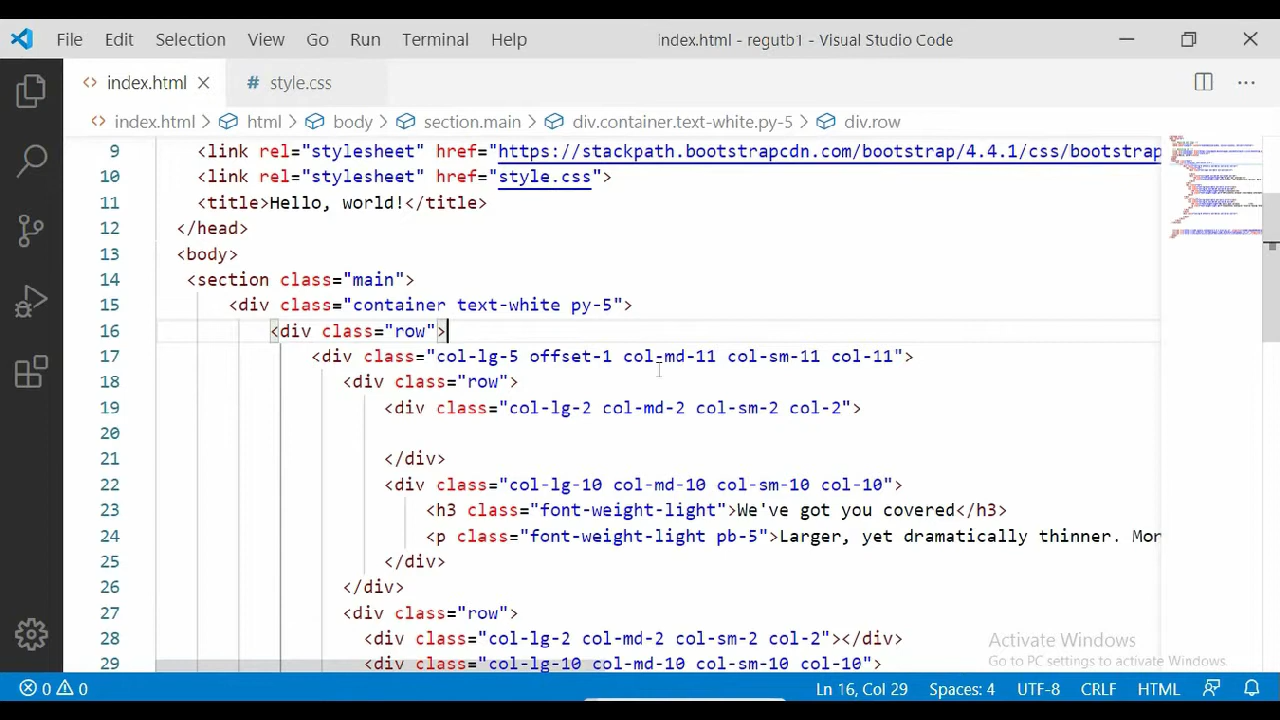 File Edit Selection View Go Run Terminal Help index.html - regutb1 - Visual Studio Code
index.html style.css
index.html > html > body > section.main > div.container.text-white.py-5 > div.row
9 <link rel="stylesheet" href="https://stackpath.bootstrapcdn.com/bootstrap/4.4.1/css/bootstrap
10 <link rel="stylesheet" href="style.css">
11 <title>Hello, world!</title>
12 </head>
13 <body>
14 <section class="main">
15 <div class="container text-white py-5">
16 <div class="row">
17 <div class="col-lg-5 offset-1 col-md-11 col-sm-11 col-11">
18 <div class="row">
19 <div class="col-lg-2 col-md-2 col-sm-2 col-2">
20
21 </div>
22 <div class="col-lg-10 col-md-10 col-sm-10 col-10">
23 <h3 class="font-weight-light">We've got you covered</h3>
24 <p class="font-weight-light pb-5">Larger, yet dramatically thinner. Mor
25 </div>
26 </div>
27 <div class="row">
28 <div class="col-lg-2 col-md-2 col-sm-2 col-2"></div>
29 <div class="col-lg-10 col-md-10 col-sm-10 col-10">
Activate Windows
Go to PC settings to activate Windows.
0 0 Ln 16, Col 29 Spaces: 4 UTF-8 CRLF HTML